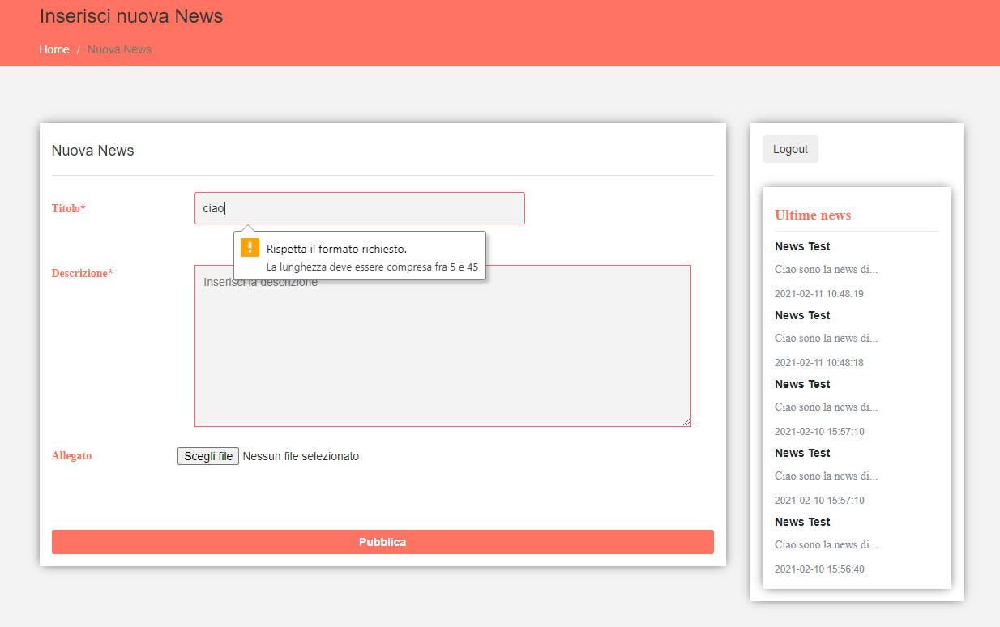 Inserisci nuova News
Home / Nuova News
Nuova News
Titolo*
ciao
Rispetta il formato richiesto.
La lunghezza deve essere compresa fra 5 e 45
Descrizione*
Inserisci la descrizione
Allegato
Scegli file Nessun file selezionato
Pubblica
Logout
Ultime news
News Test
Ciao sono la news di...
2021-02-11 10:48:19
News Test
Ciao sono la news di...
2021-02-11 10:48:18
News Test
Ciao sono la news di...
2021-02-10 15:57:10
News Test
Ciao sono la news di...
2021-02-10 15:57:10
News Test
Ciao sono la news di...
2021-02-10 15:56:40